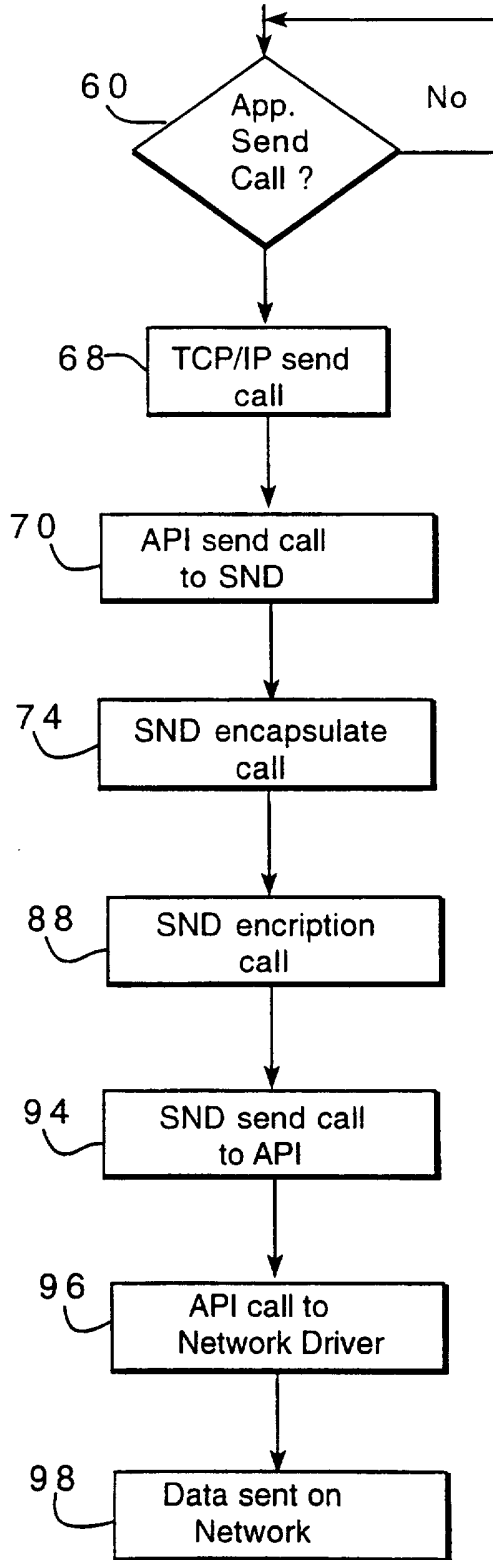 60
App.
Send
Call ?
No
68
TCP/IP send
call
70
API send call
to SND
74
SND encapsulate
call
88
SND encription
call
94
SND send call
to API
96
API call to
Network Driver
98
Data sent on
Network